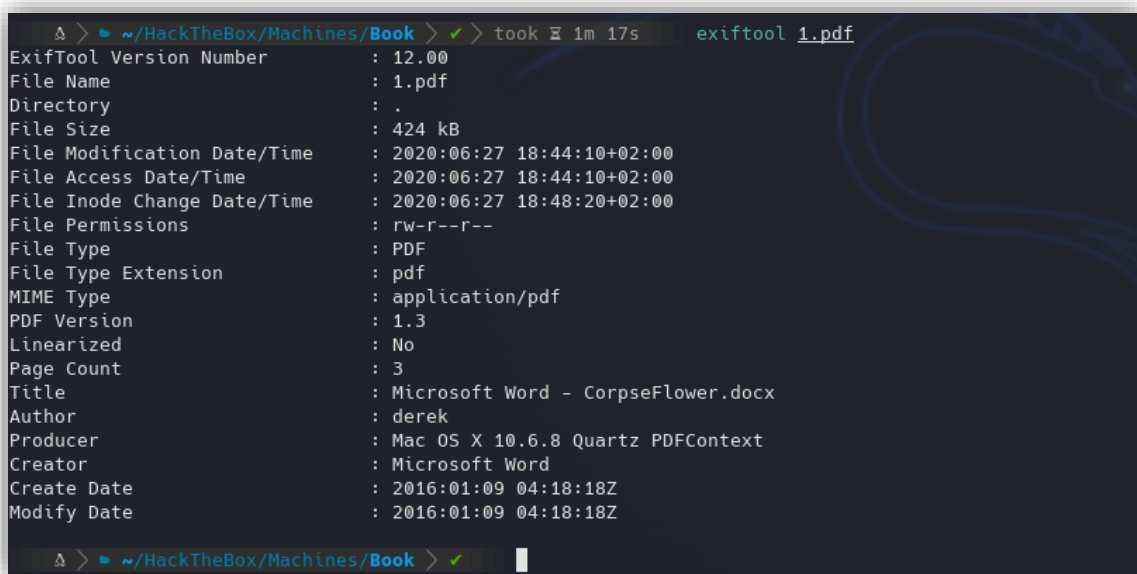 ~/HackTheBox/Machines/Book ✔ took 1m 17s exiftool 1.pdf
ExifTool Version Number : 12.00
File Name : 1.pdf
Directory : .
File Size : 424 kB
File Modification Date/Time : 2020:06:27 18:44:10+02:00
File Access Date/Time : 2020:06:27 18:44:10+02:00
File Inode Change Date/Time : 2020:06:27 18:48:20+02:00
File Permissions : rw-r--r--
File Type : PDF
File Type Extension : pdf
MIME Type : application/pdf
PDF Version : 1.3
Linearized : No
Page Count : 3
Title : Microsoft Word – CorpseFlower.docx
Author : derek
Producer : Mac OS X 10.6.8 Quartz PDFContext
Creator : Microsoft Word
Create Date : 2016:01:09 04:18:18Z
Modify Date : 2016:01:09 04:18:18Z
~/HackTheBox/Machines/Book ✔